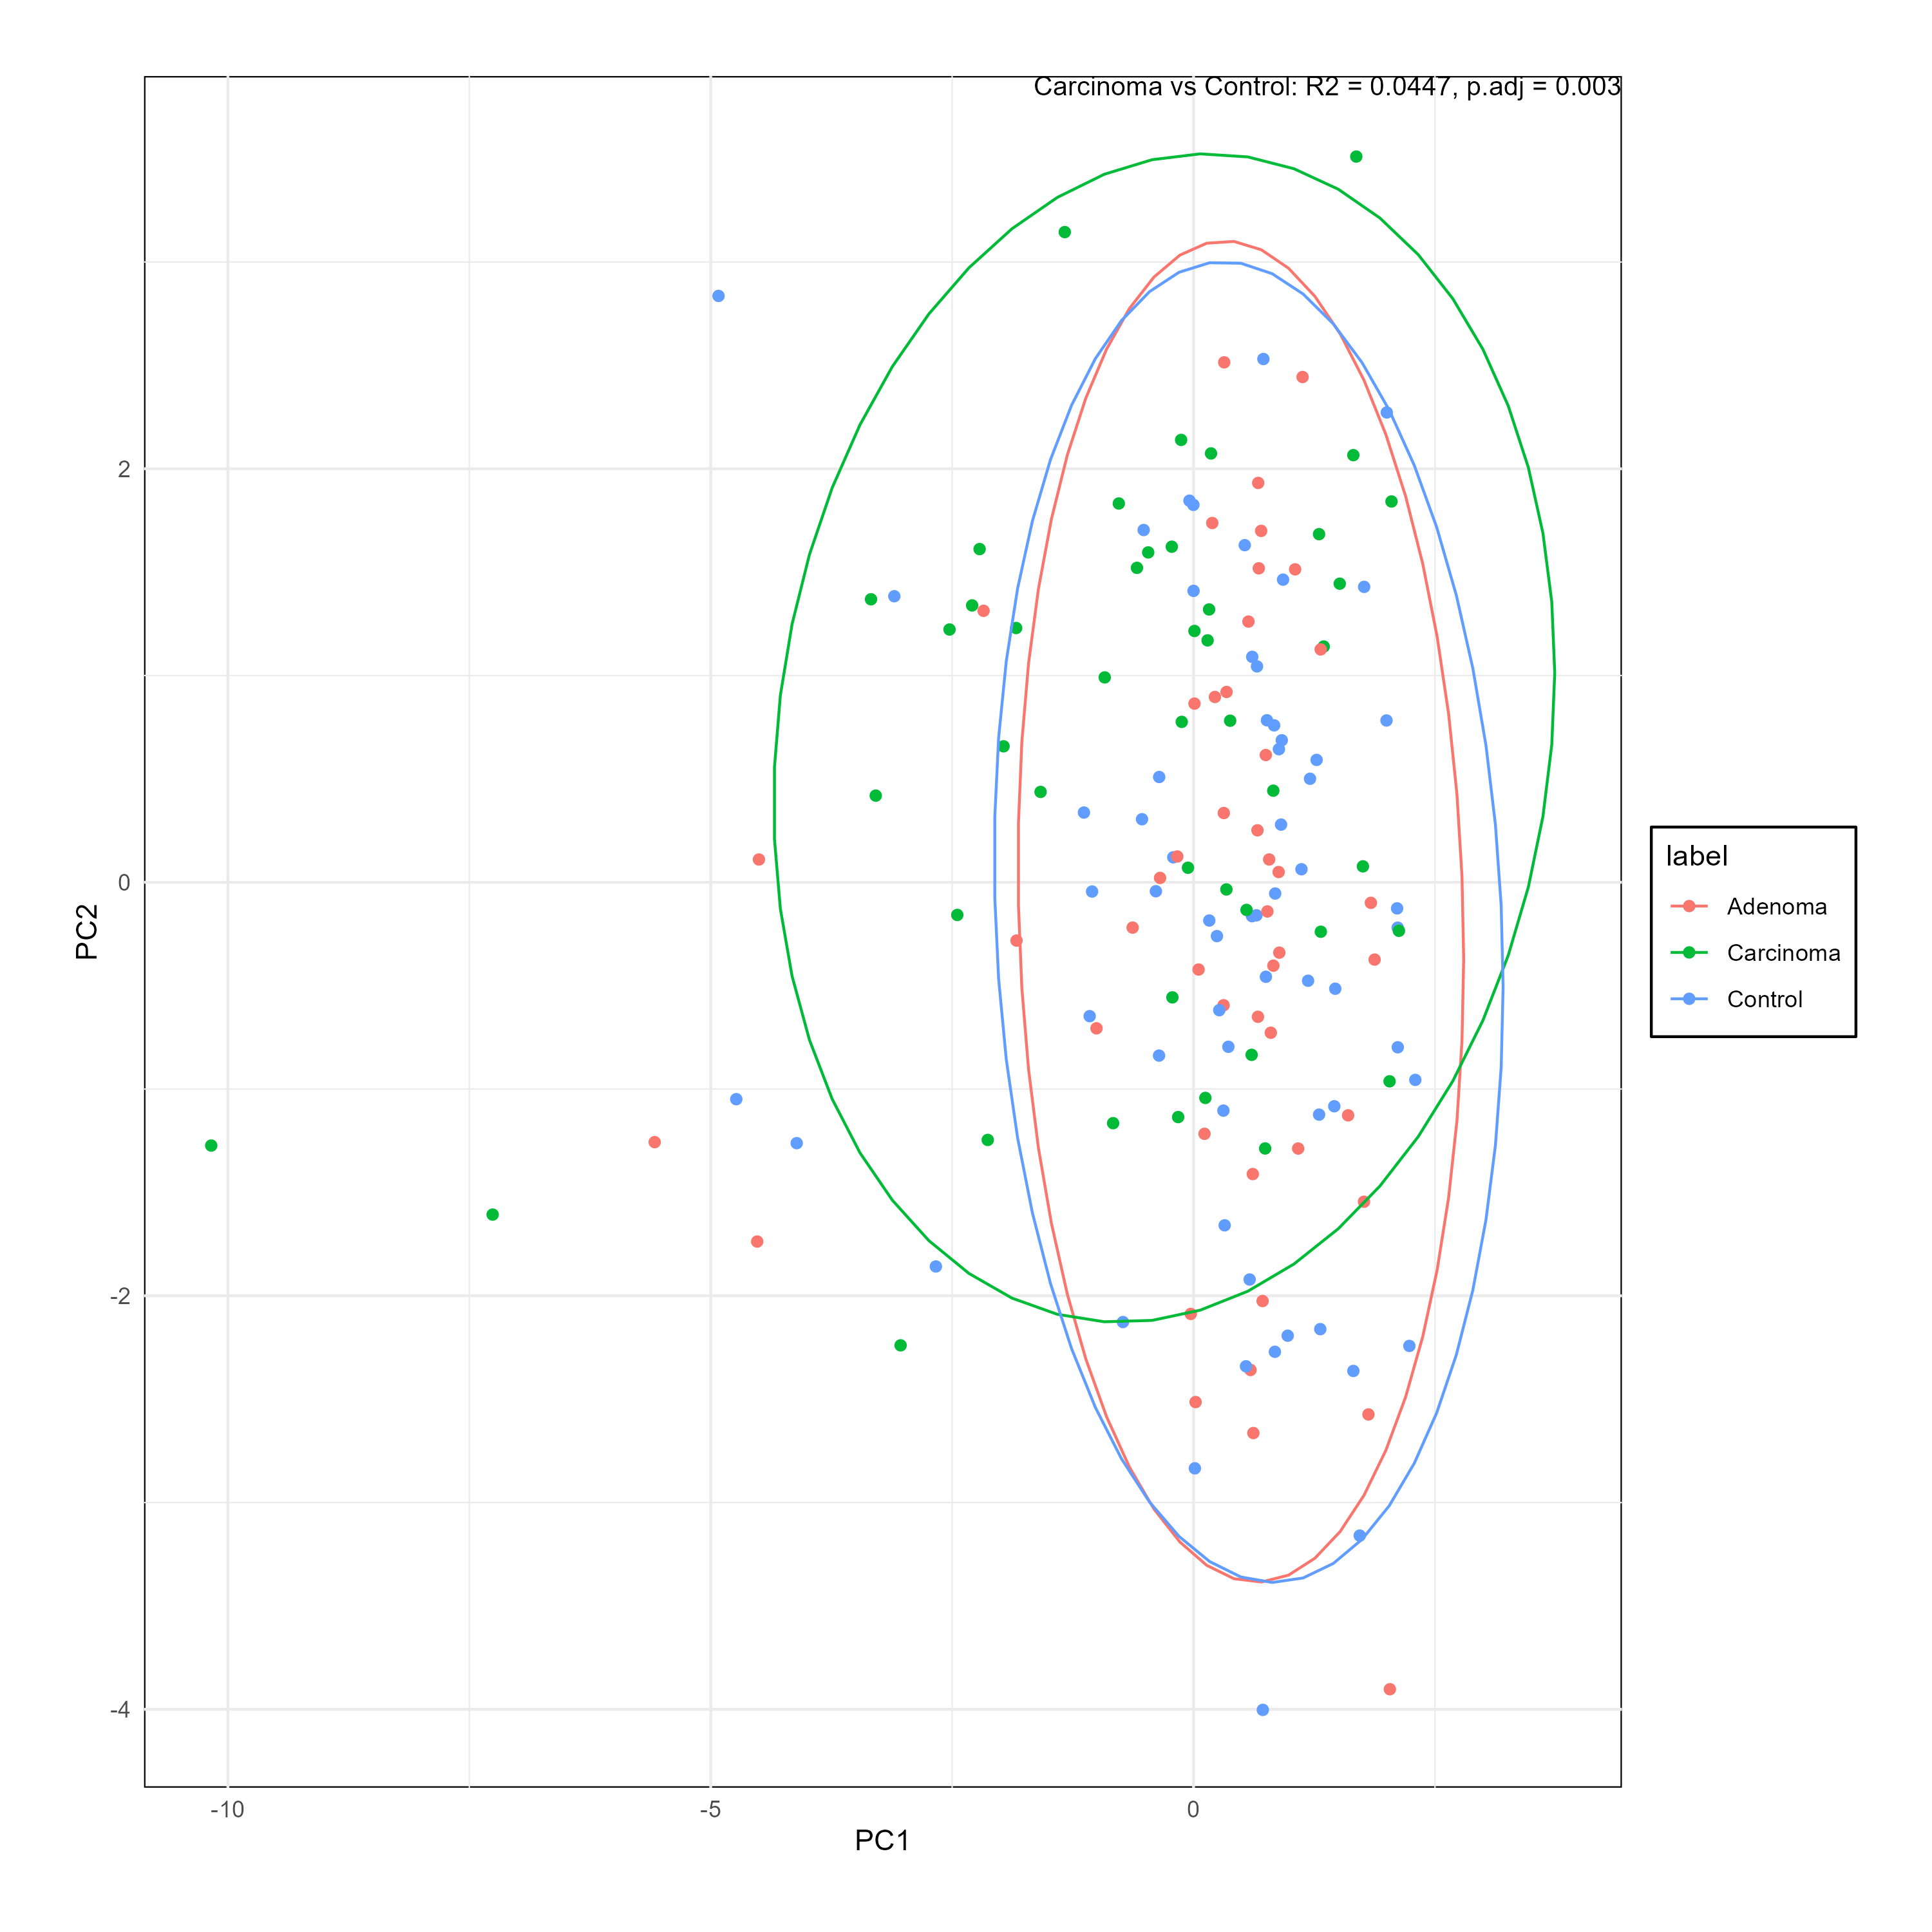 Carcinoma vs Control: R2 = 0.0447, p.adj = 0.003
2
0
-2
-4
PC2
-10
-5
0
PC1
label
Adenoma
Carcinoma
Control